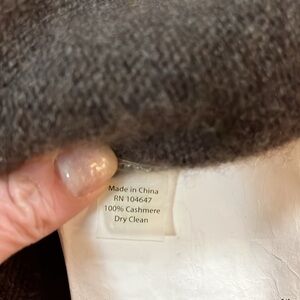 Made in China
RN 104647
100% Cashmere
Dry Clean